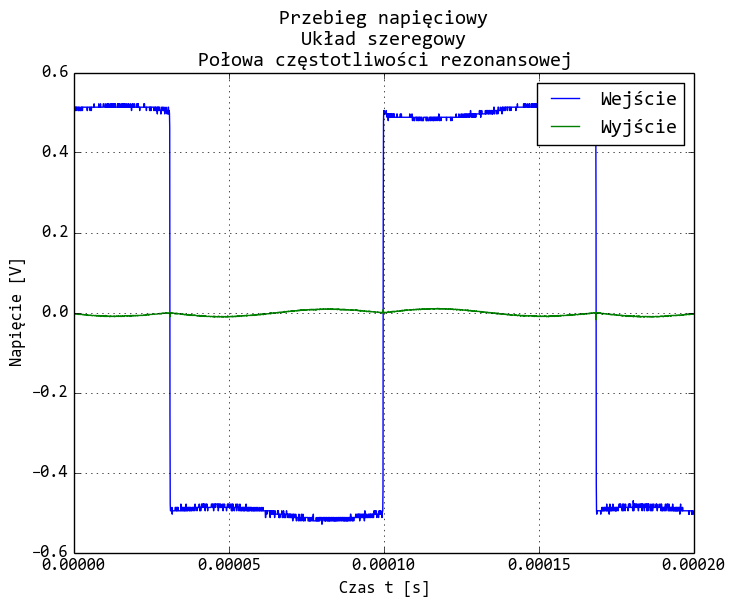 Przebieg napięciowy
Układ szeregowy
Połowa częstotliwości rezonansowej
Wejście
Wyjście
Napięcie [V]
0.6
0.4
0.2
0.0
−0.2
−0.4
−0.6
0.00000 0.00005 0.00010 0.00015 0.00020
Czas t [s]